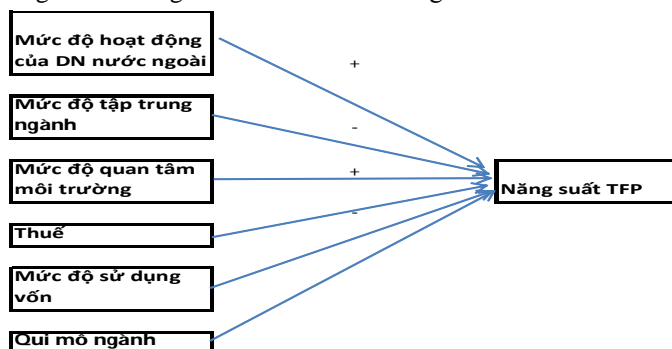 Mức độ hoạt động
của DN nước ngoài
+
Mức độ tập trung
ngành
-
Mức độ quan tâm
môi trường
+
Năng suất TFP
Thuế
-
Mức độ sử dụng
vốn
Qui mô ngành